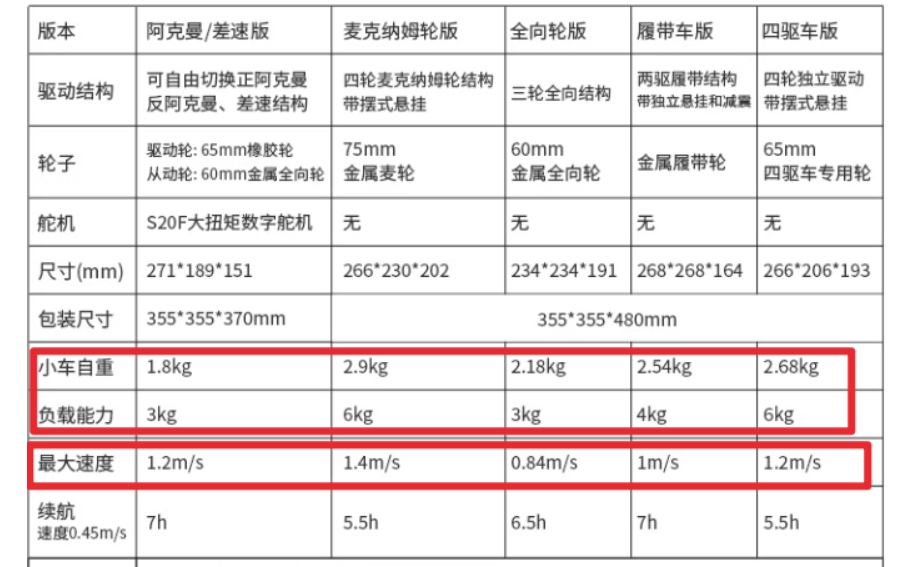 版本 阿克曼/差速版 麦克纳姆轮版 全向轮版 履带车版 四驱车版
驱动结构 可自由切换正阿克曼 四轮麦克纳姆轮结构 三轮全向结构 两驱履带结构 四轮独立驱动
反阿克曼、差速结构 带摆式悬挂 带独立悬挂和减震 带摆式悬挂
轮子 驱动轮: 65mm橡胶轮 75mm 60mm 金属履带轮 65mm
从动轮: 60mm金属全向轮 金属麦轮 金属全向轮 四驱车专用轮
舵机 S20F大扭矩数字舵机 无 无 无 无
尺寸(mm) 271*189*151 266*230*202 234*234*191 268*268*164 266*206*193
包装尺寸 355*355*370mm 355*355*480mm
小车自重 1.8kg 2.9kg 2.18kg 2.54kg 2.68kg
负载能力 3kg 6kg 3kg 4kg 6kg
最大速度 1.2m/s 1.4m/s 0.84m/s 1m/s 1.2m/s
续航 7h 5.5h 6.5h 7h 5.5h
速度0.45m/s